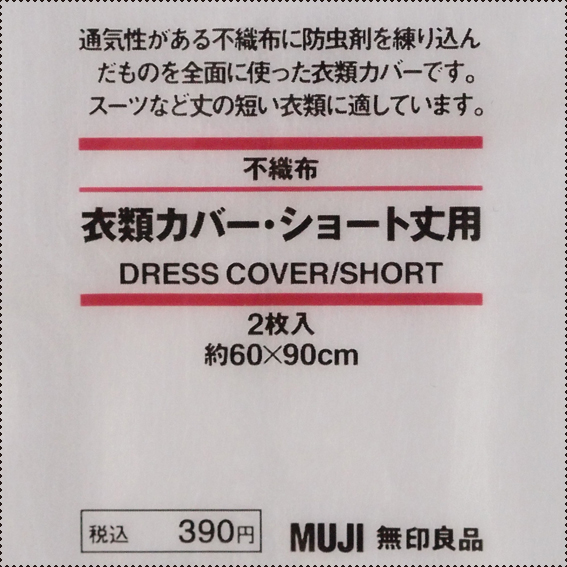 通気性がある不織布に防虫剤を練り込ん
だものを全面に使った衣類カバーです。
スーツなど丈の短い衣類に適しています。
不織布
衣類カバー・ショート丈用
DRESS COVER/SHORT
2枚入
約60×90cm
税込 390円 MUJI 無印良品